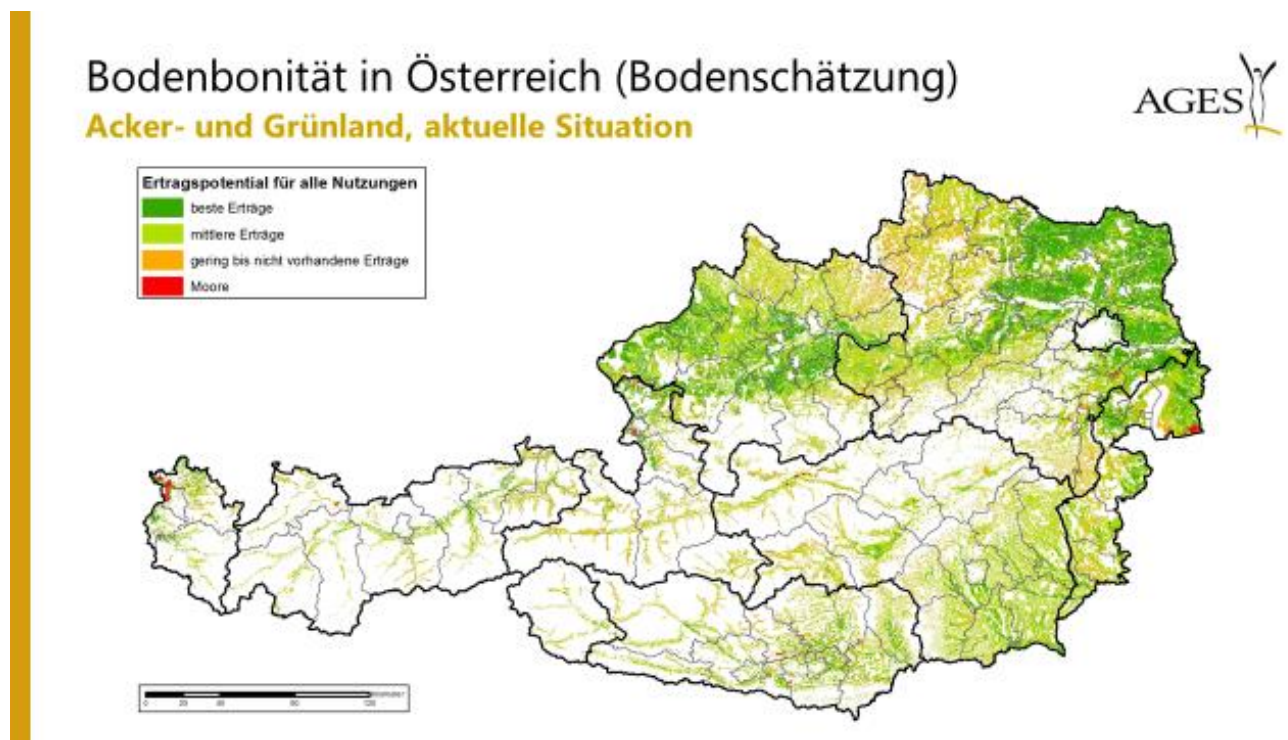 Bodenbonität in Österreich (Bodenschätzung)
Acker- und Grünland, aktuelle Situation
AGES
Ertragspotential für alle Nutzungen
beste Erträge
mittlere Erträge
gering bis nicht vorhandene Erträge
Moore
0 20 40 80 120